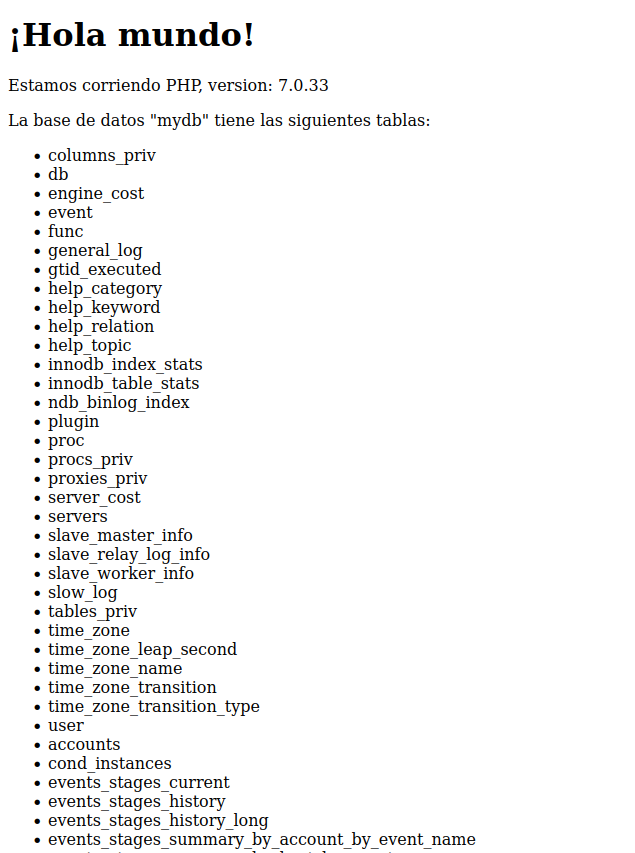 ¡Hola mundo!
Estamos corriendo PHP, version: 7.0.33
La base de datos "mydb" tiene las siguientes tablas:
• columns_priv
• db
• engine_cost
• event
• func
• general_log
• gtid_executed
• help_category
• help_keyword
• help_relation
• help_topic
• innodb_index_stats
• innodb_table_stats
• ndb_binlog_index
• plugin
• proc
• procs_priv
• proxies_priv
• server_cost
• servers
• slave_master_info
• slave_relay_log_info
• slave_worker_info
• slow_log
• tables_priv
• time_zone
• time_zone_leap_second
• time_zone_name
• time_zone_transition
• time_zone_transition_type
• user
• accounts
• cond_instances
• events_stages_current
• events_stages_history
• events_stages_history_long
• events_stages_summary_by_account_by_event_name